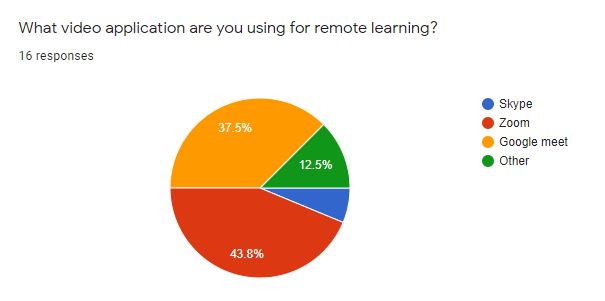 What video application are you using for remote learning?
16 responses
37.5%
12.5%
43.8%
Skype
Zoom
Google meet
Other